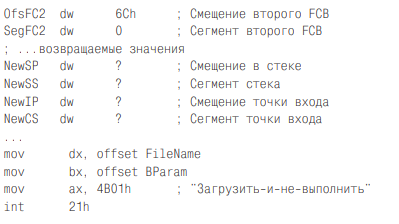 OfsFC2 dw 6Ch ; Смещение второго FCB
SegFC2 dw 0 ; Сегмент второго FCB
; ...возвращаемые значения
NewSP dw ? ; Смещение в стеке
NewSS dw ? ; Сегмент стека
NewIP dw ? ; Смещение точки входа
NewCS dw ? ; Сегмент точки входа
...
mov dx, offset FileName
mov bx, offset BParam
mov ax, 4B01h ; "Загрузить-и-не-выполнить"
int 21h